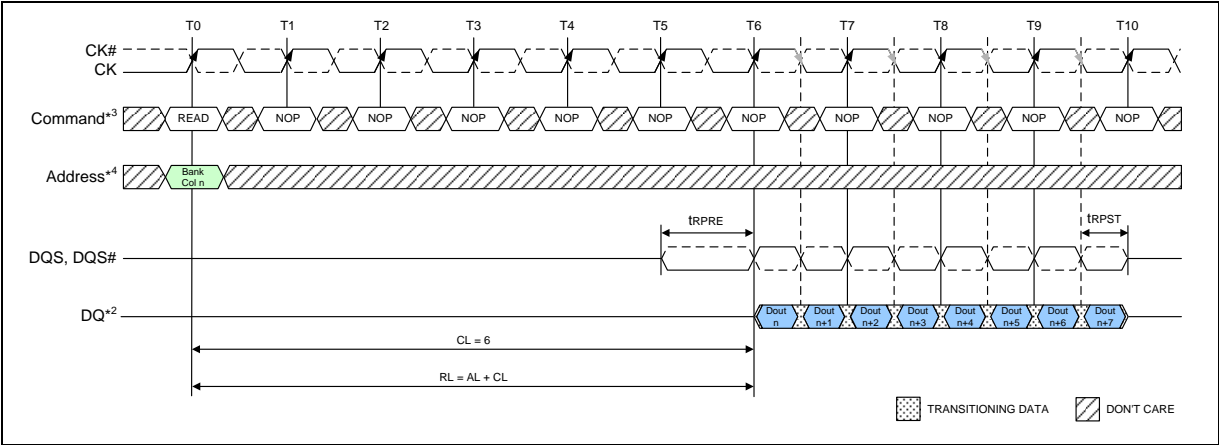 T0 T1 T2 T3 T4 T5 T6 T7 T8 T9 T10
CK#
CK
Command*3 READ NOP NOP NOP NOP NOP NOP NOP NOP NOP NOP
Address*4 Bank
Col n
tRPRE tRPST
DQS, DQS#
DQ*2 Dout Dout Dout Dout Dout Dout Dout Dout
n n+1 n+2 n+3 n+4 n+5 n+6 n+7
CL = 6
RL = AL + CL
TRANSITIONING DATA DON'T CARE